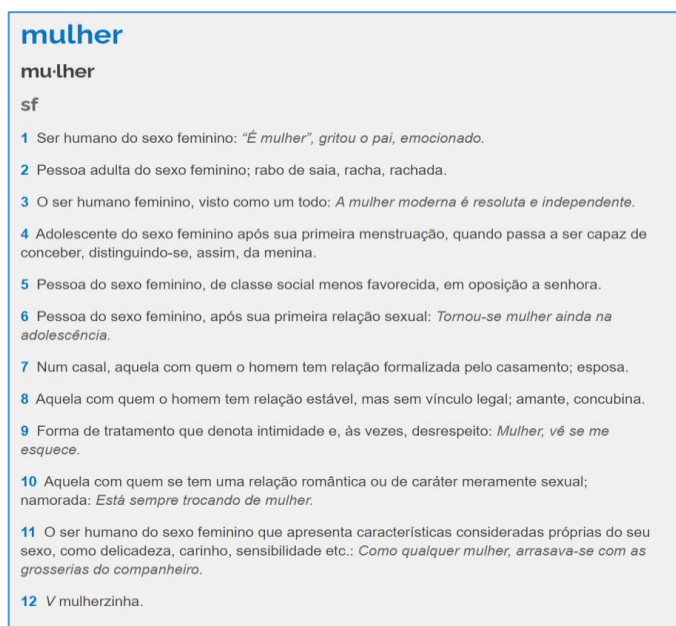 mulher
mu·lher
sf
1 Ser humano do sexo feminino: “É mulher”, gritou o pai, emocionado.
2 Pessoa adulta do sexo feminino; rabo de saia, racha, rachada.
3 O ser humano feminino, visto como um todo: A mulher moderna é resoluta e independente.
4 Adolescente do sexo feminino após sua primeira menstruação, quando passa a ser capaz de
conceber, distinguindo-se, assim, da menina.
5 Pessoa do sexo feminino, de classe social menos favorecida, em oposição a senhora.
6 Pessoa do sexo feminino, após sua primeira relação sexual: Tornou-se mulher ainda na
adolescência.
7 Num casal, aquela com quem o homem tem relação formalizada pelo casamento; esposa.
8 Aquela com quem o homem tem relação estável, mas sem vínculo legal; amante, concubina.
9 Forma de tratamento que denota intimidade e, às vezes, desrespeito: Mulher, vê se me
esquece.
10 Aquela com quem se tem uma relação romântica ou de caráter meramente sexual;
namorada: Está sempre trocando de mulher.
11 O ser humano do sexo feminino que apresenta características consideradas próprias do seu
sexo, como delicadeza, carinho, sensibilidade etc.: Como qualquer mulher, arrasava-se com as
grosserias do companheiro.
12 V mulherzinha.